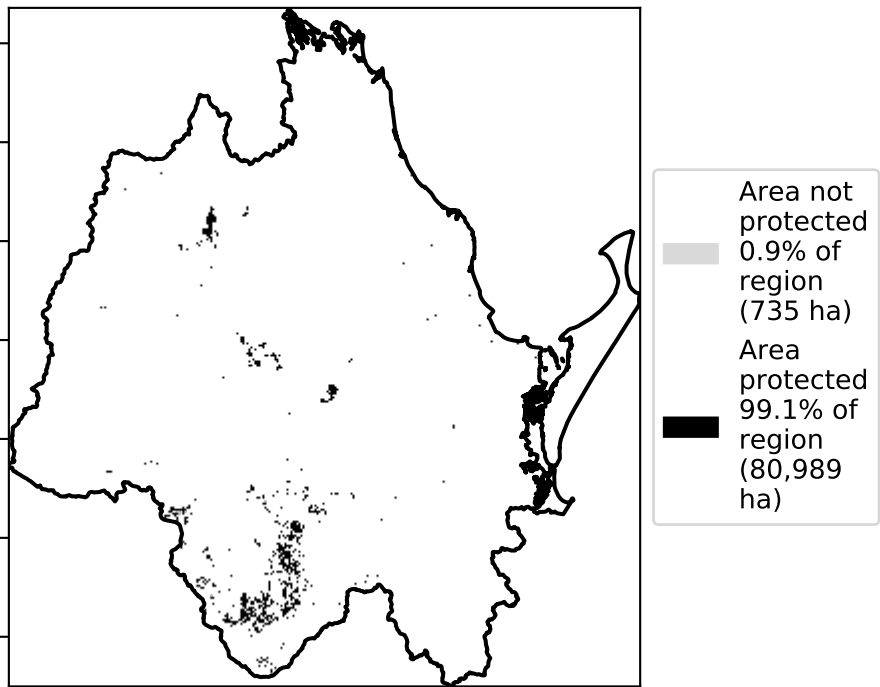 Area not
protected
0.9% of
region
(735 ha)
Area
protected
99.1% of
region
(80,989
ha)